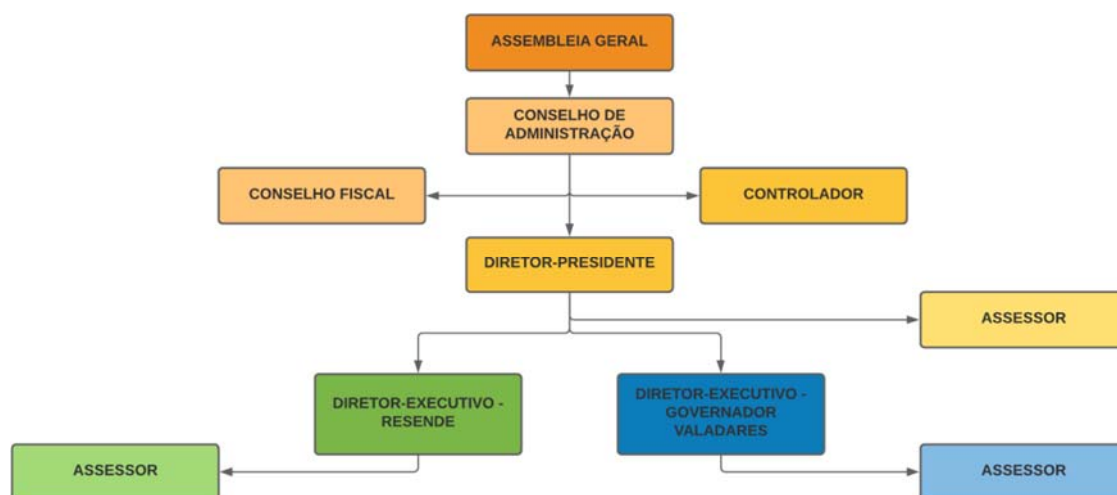 ASSEMBLEIA GERAL
CONSELHO DE
ADMINISTRAÇÃO
CONSELHO FISCAL
CONTROLADOR
DIRETOR-PRESIDENTE
ASSESSOR
DIRETOR-EXECUTIVO -
RESENDE
DIRETOR-EXECUTIVO -
GOVERNADOR
VALADARES
ASSESSOR
ASSESSOR